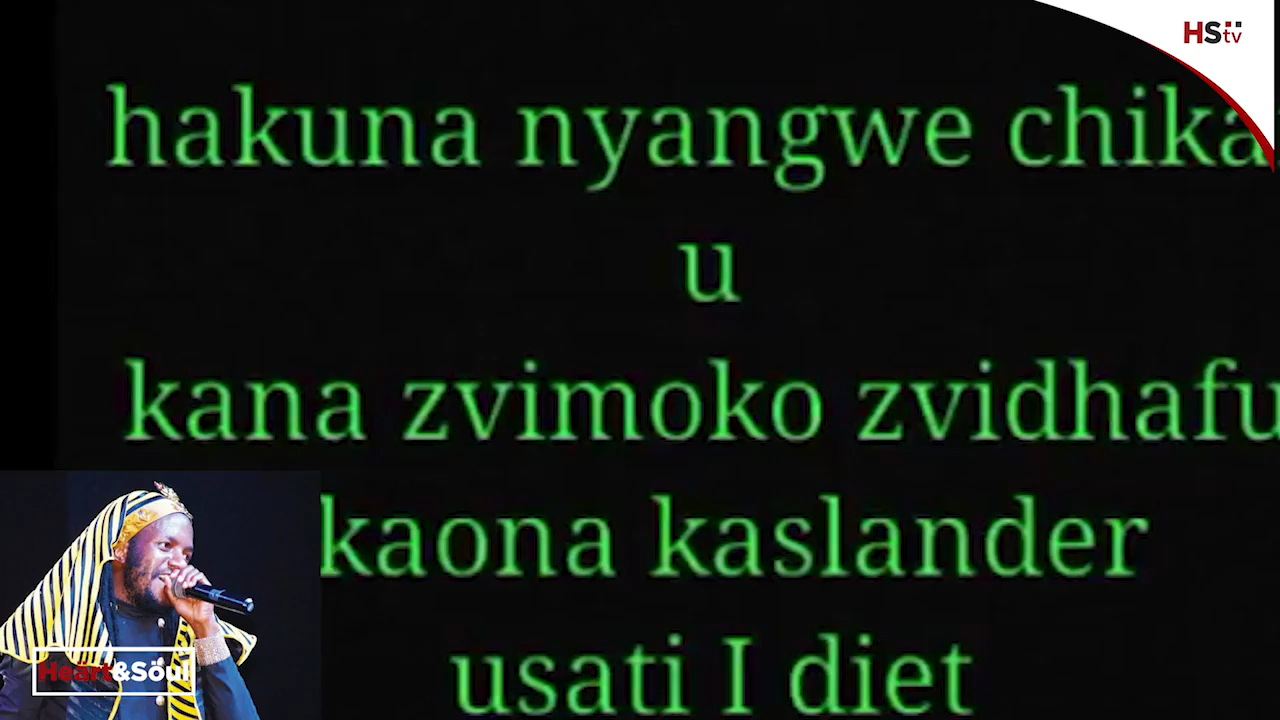 HStv
hakuna nyangwe chika
u
kana zvimoko zvidhafu
kaona kaslander
usati I diet
Heart&Soul